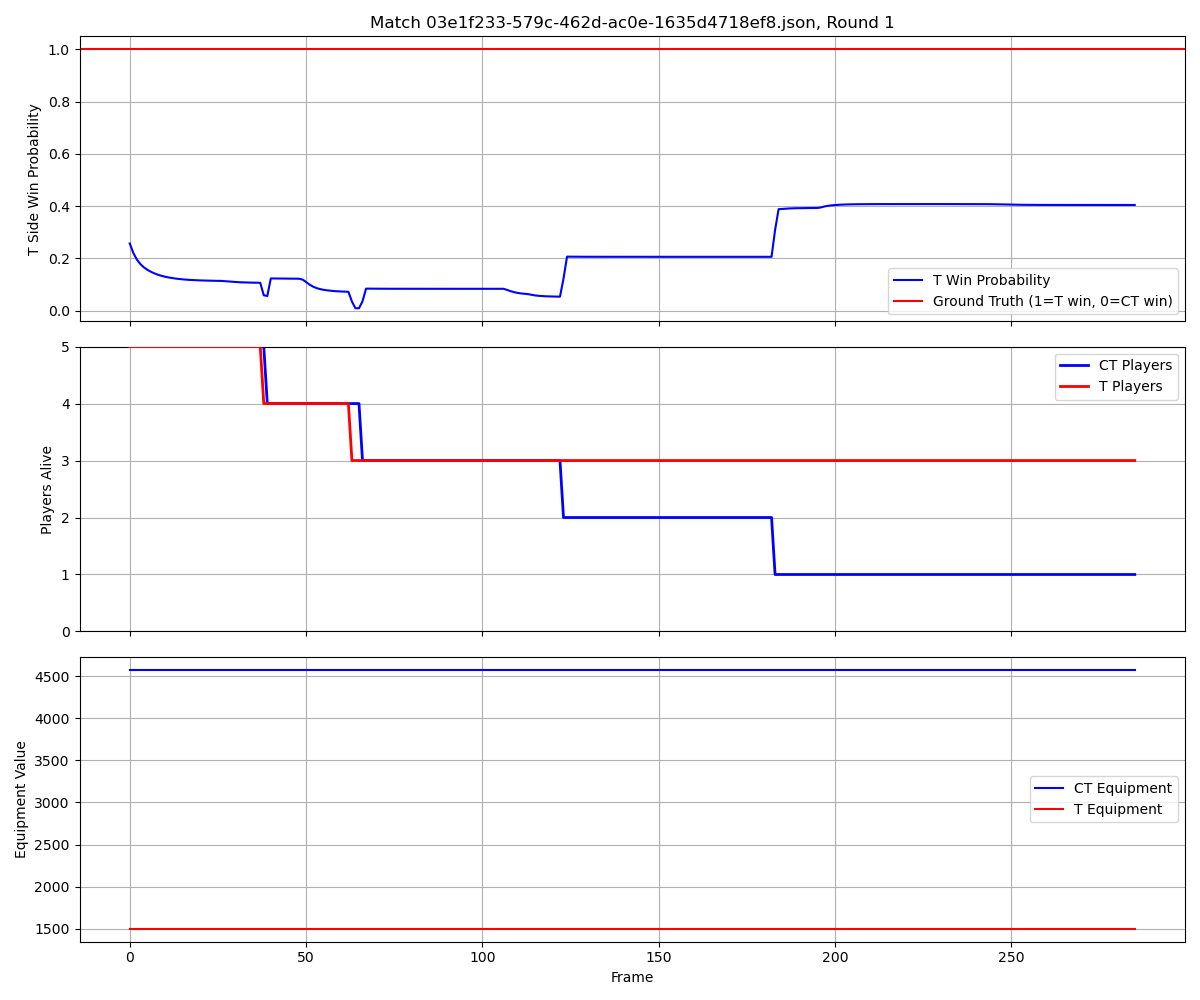 Match 03e1f233-579c-462d-ac0e-1635d4718ef8.json, Round 1
T Side Win Probability
1.0
0.8
0.6
0.4
0.2
0.0
T Win Probability
Ground Truth (1=T win, 0=CT win)
Players Alive
5
4
3
2
1
0
CT Players
T Players
Equipment Value
4500
4000
3500
3000
2500
2000
1500
CT Equipment
T Equipment
0
50
100
150
200
250
Frame